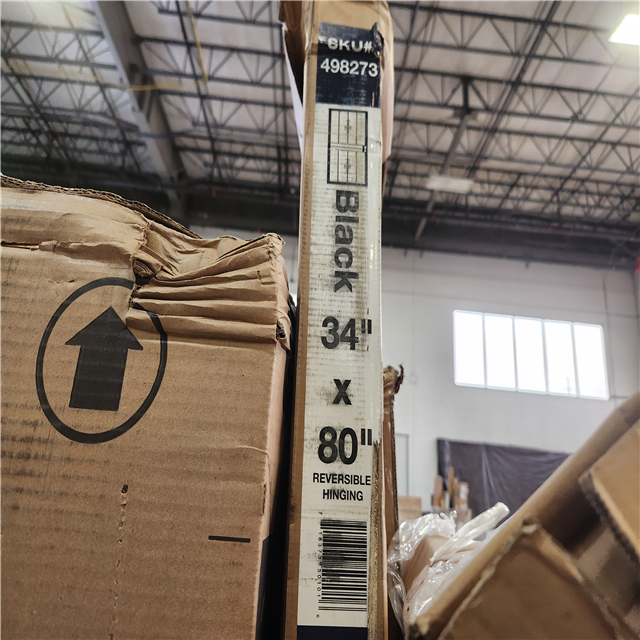 SKU#
498273
Black
34"
x
80"
REVERSIBLE
HINGING